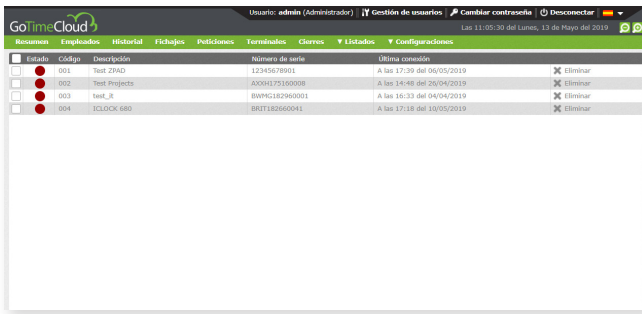 GoTimeCloud
Usuario: admin (Administrador) Gestión de usuarios Cambiar contraseña Desconectar
Las 11:05:30 del Lunes, 13 de Mayo del 2019
Resumen Empleados Historial Fichajes Peticiones Terminales Cierres ▼ Listados ▼ Configuraciones
Estado Código Descripción Número de serie Última conexión
001 Test ZPAD 12345678901 A las 17:39 del 06/05/2019 Eliminar
002 Test Projects AXXH175160008 A las 14:48 del 26/04/2019 Eliminar
003 test_it BWMG182960001 A las 16:33 del 04/04/2019 Eliminar
004 ICLOCK 680 BRIT182660041 A las 17:18 del 10/05/2019 Eliminar